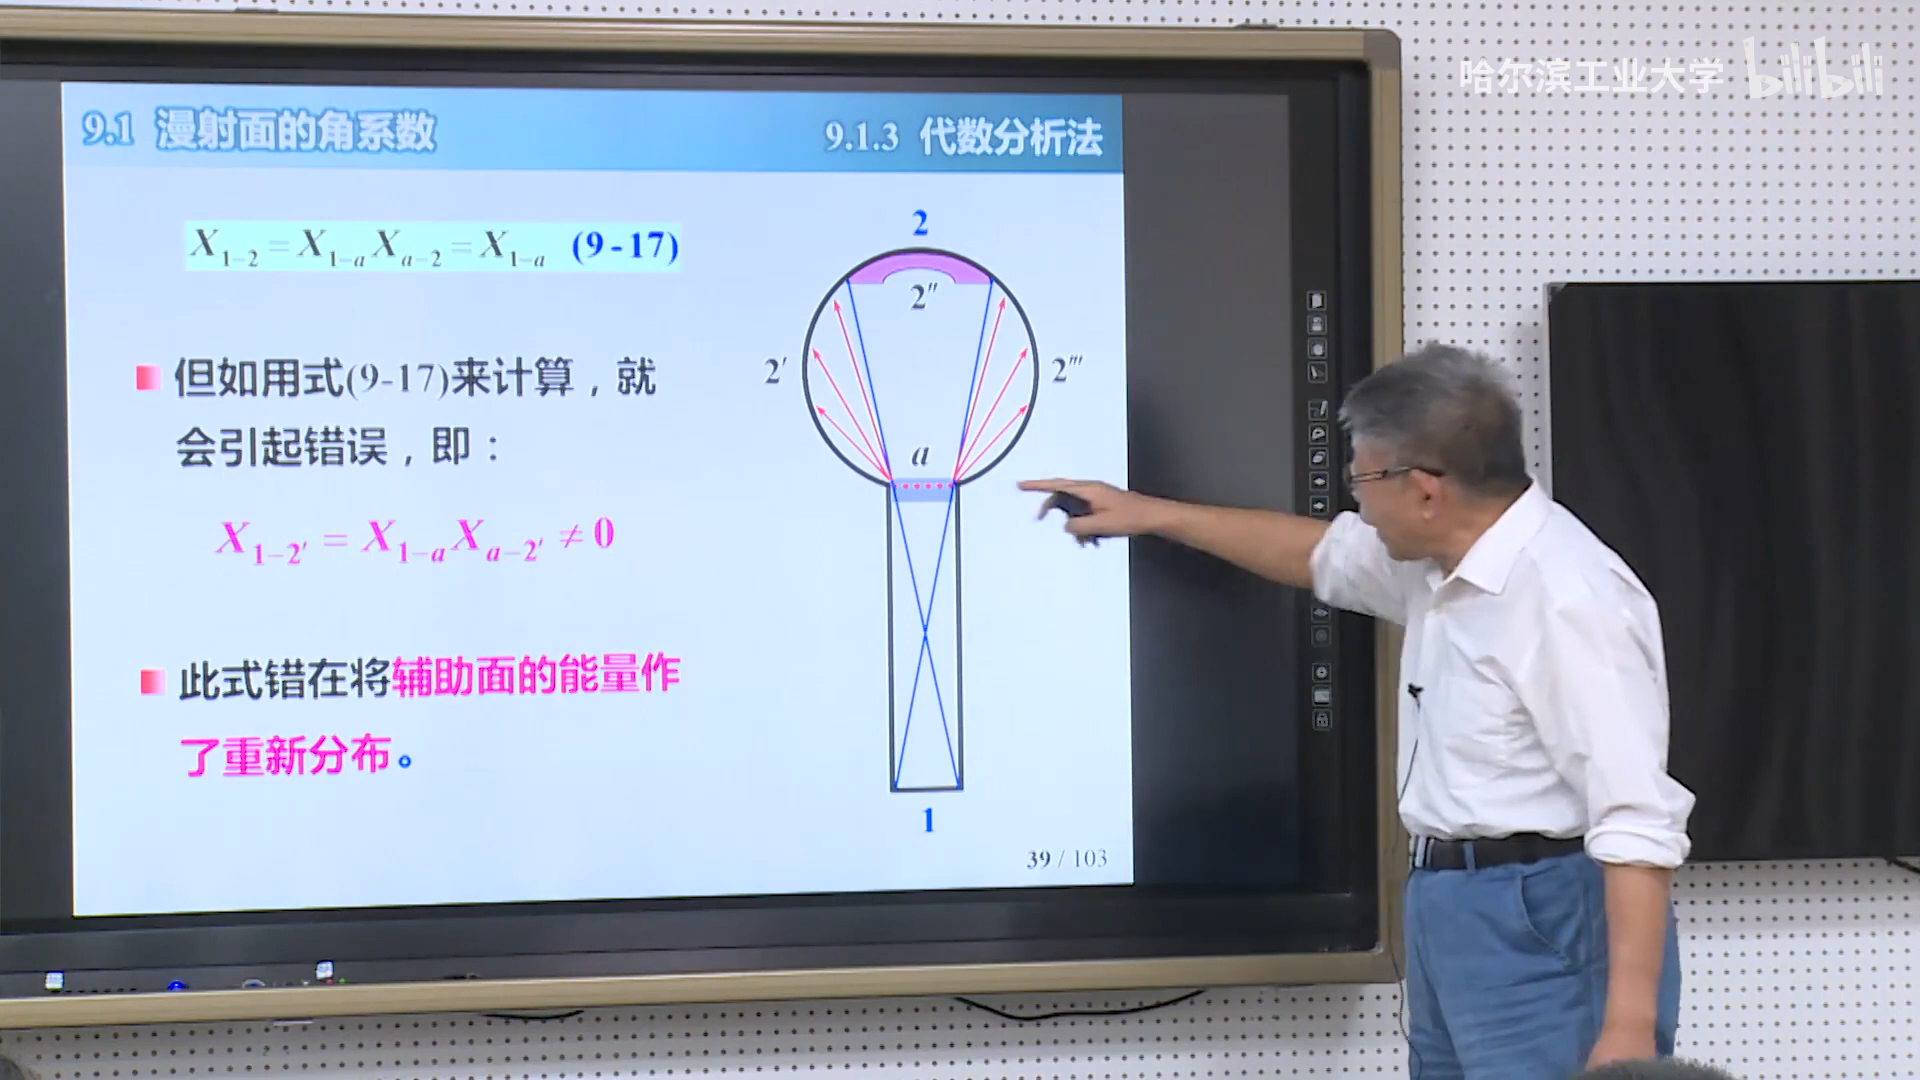 哈尔滨工业大学 bilibili
9.1 漫射面的角系数
9.1.3 代数分析法
X₁₋₂ = X₁₋ₐ Xₐ₋₂ = X₁₋ₐ (9-17)
但如用式(9-17)来计算，就
会引起错误，即：
X₁₋₂′ = X₁₋ₐXₐ₋₂′ ≠ 0
此式错在将辅助面的能量作
了重新分布。
2
2″
2′
2‴
a
1
39 / 103